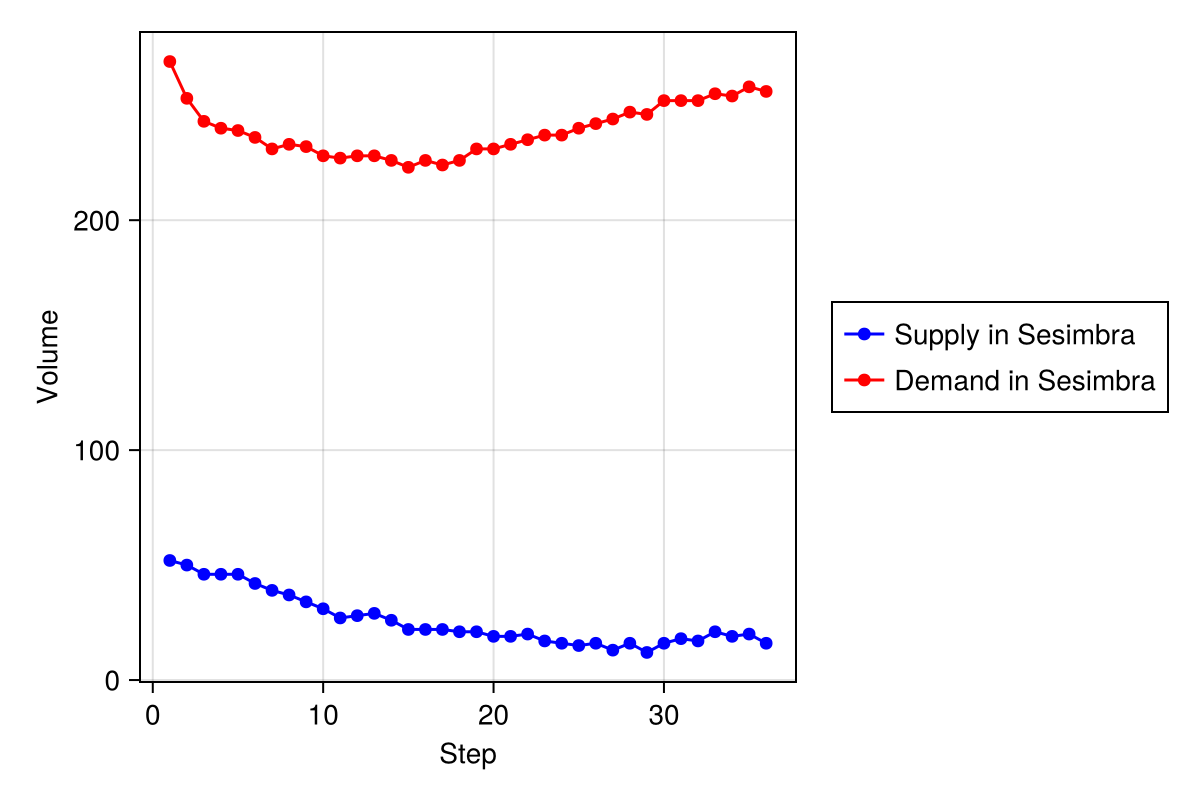 200
100
0
0 10 20 30
Volume
Step
Supply in Sesimbra
Demand in Sesimbra